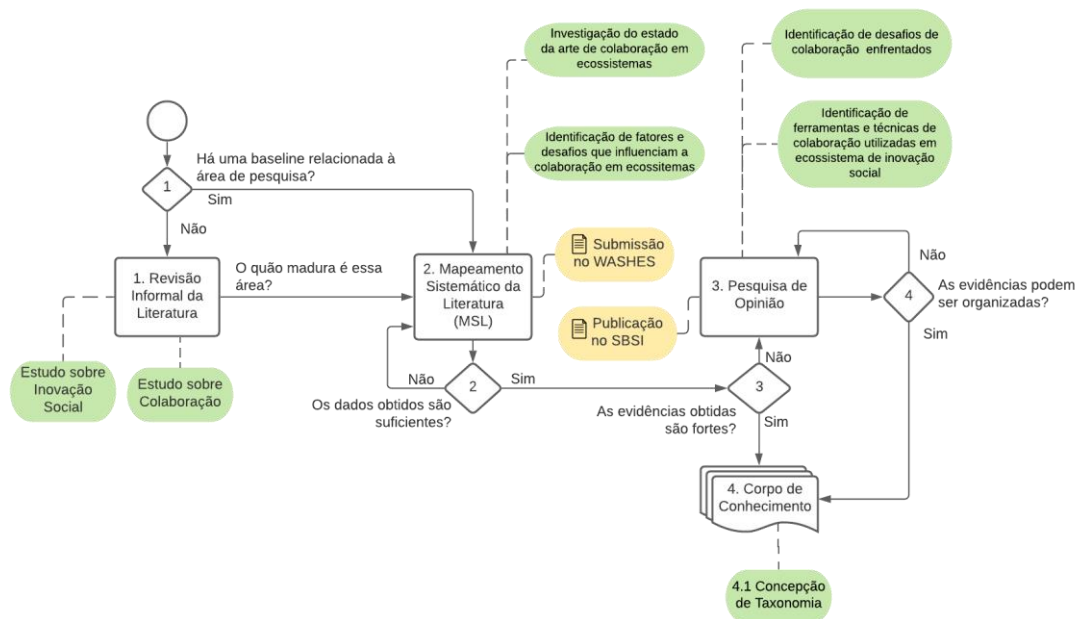 Investigação do estado
da arte de colaboração em
ecossistemas
Identificação de desafios de
colaboração enfrentados
Identificação de fatores e
desafios que influenciam a
colaboração em ecossitemas
Identificação de
ferramentas e técnicas de
colaboração utilizadas em
ecossistema de inovação
social
Há uma baseline relacionada à
área de pesquisa?
1
Sim
Não
1. Revisão
Informal da
Literatura
O quão madura é essa
área?
2. Mapeamento
Sistemático da
Literatura
(MSL)
Submissão
no WASHES
Publicação
no SBSI
3. Pesquisa de
Opinião
Não
4
As evidências podem
ser organizadas?
Sim
Estudo sobre
Inovação
Social
Estudo sobre
Colaboração
Não
2
Sim
Os dados obtidos são
suficientes?
Não
3
As evidências obtidas
são fortes?
Sim
4. Corpo de
Conhecimento
4.1 Concepção
de Taxonomia